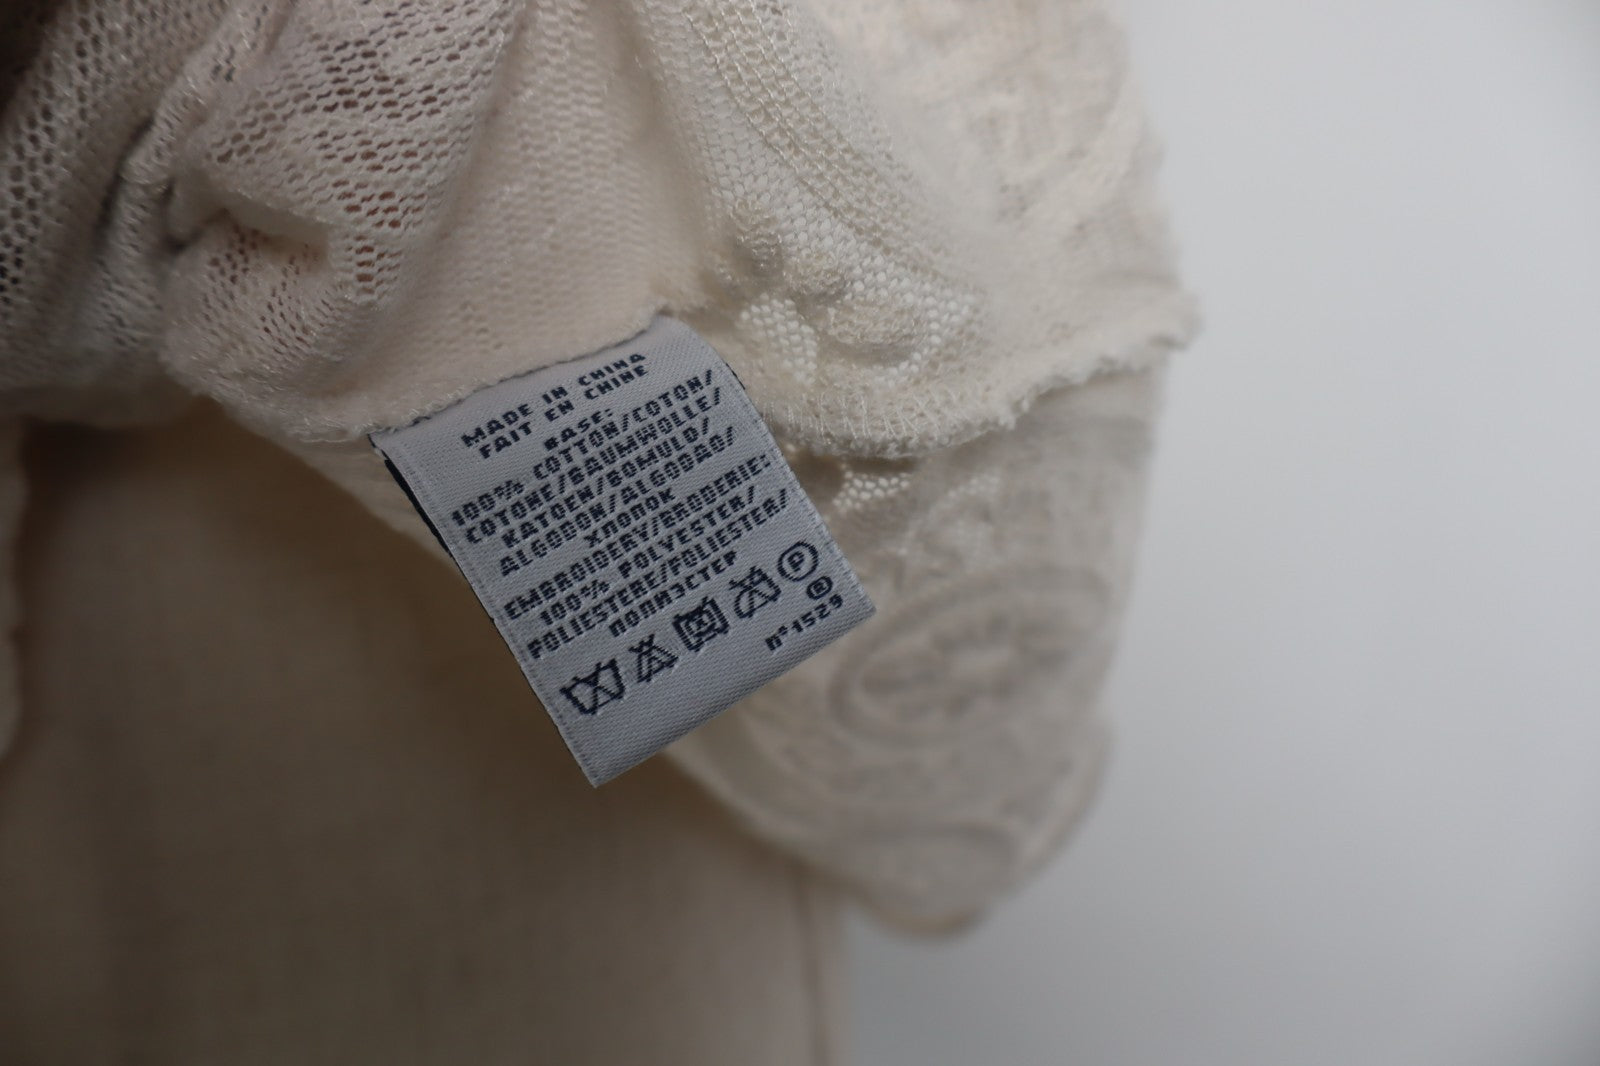 MADE IN CHINA
FAIT EN CHINE
BASE:
100% COTTON/COTON/
COTONE/BAUMWOLLE/
KATOEN/BOMULD/
ALGODON/ALGODAO/
ХЛОПОК
EMBROIDERY/BRODERIE:
100% POLYESTER/
POLIESTERE/POLIESTER/
ПОЛИЭСТЕР
P
®
n°1529